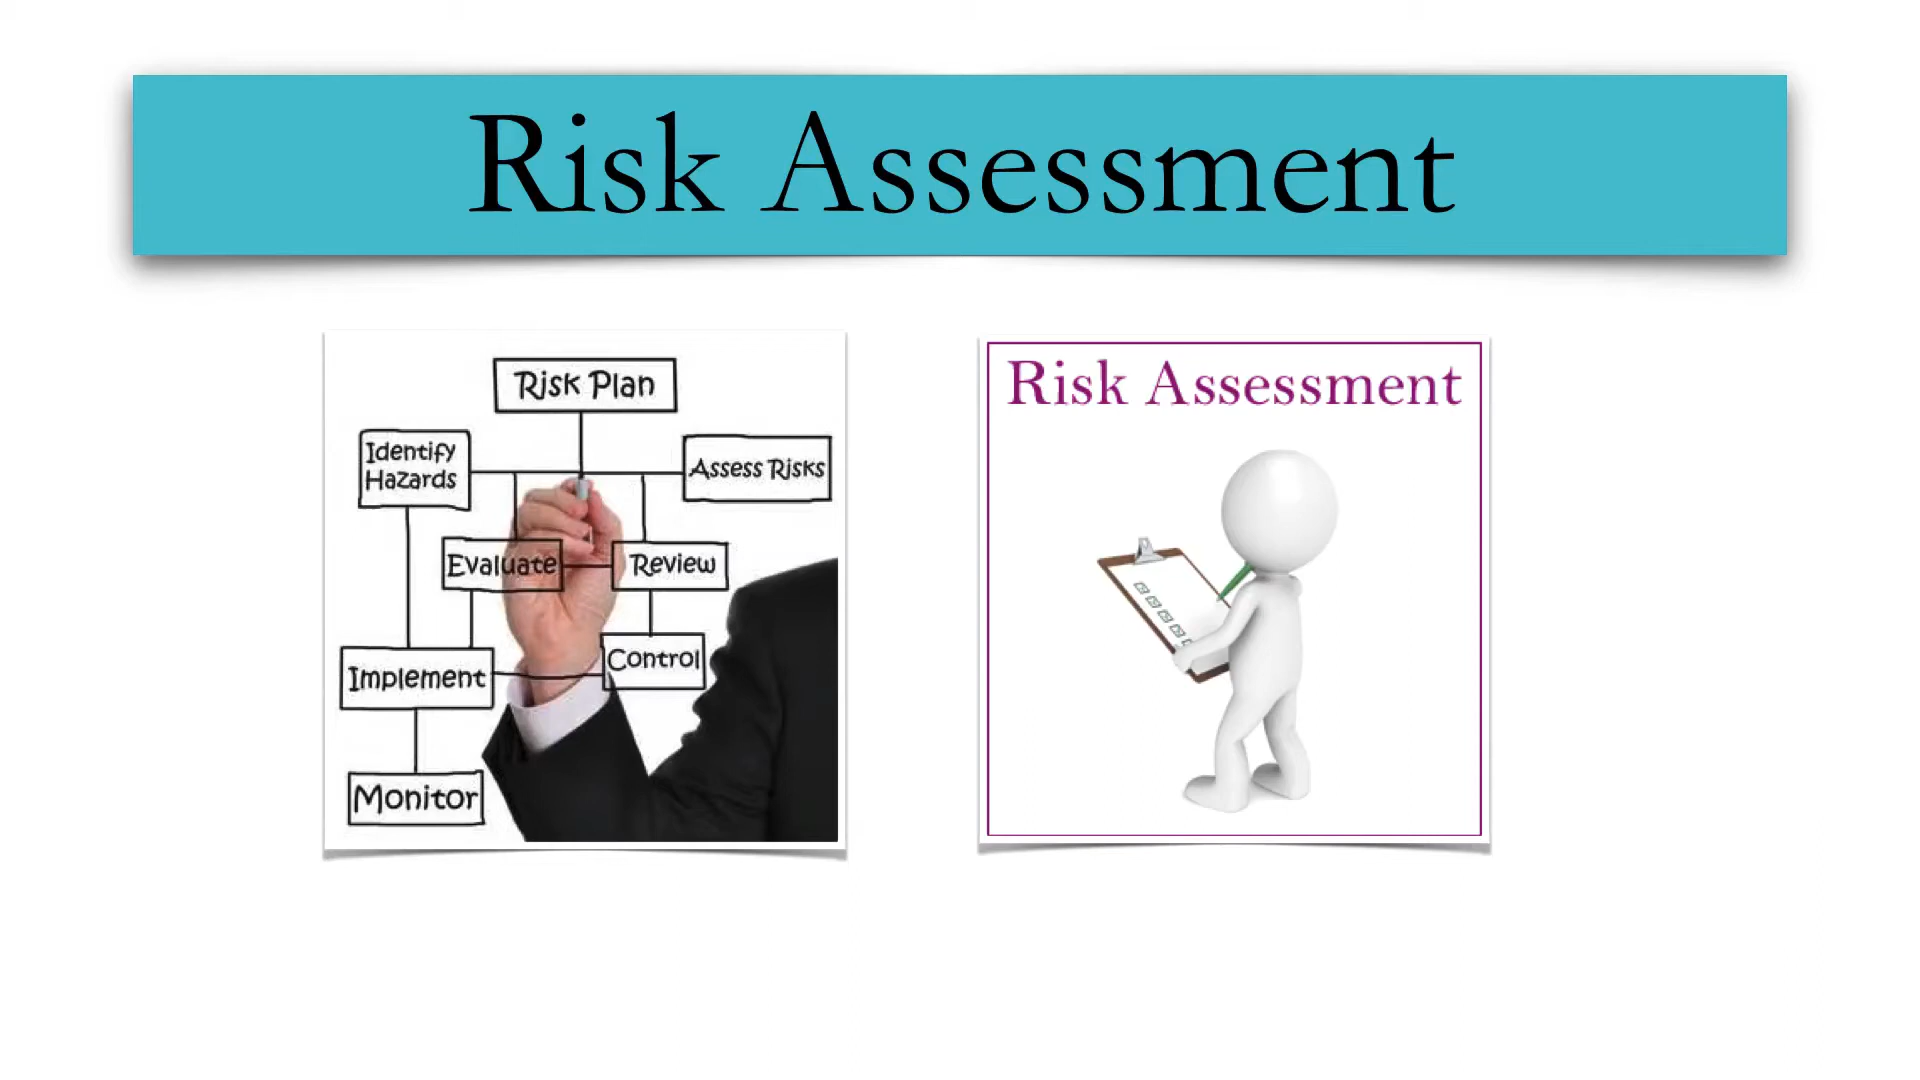 Risk Assessment
Risk Plan
Identify
Hazards
Assess Risks
Evaluate
Review
Implement
Control
Monitor
Risk Assessment